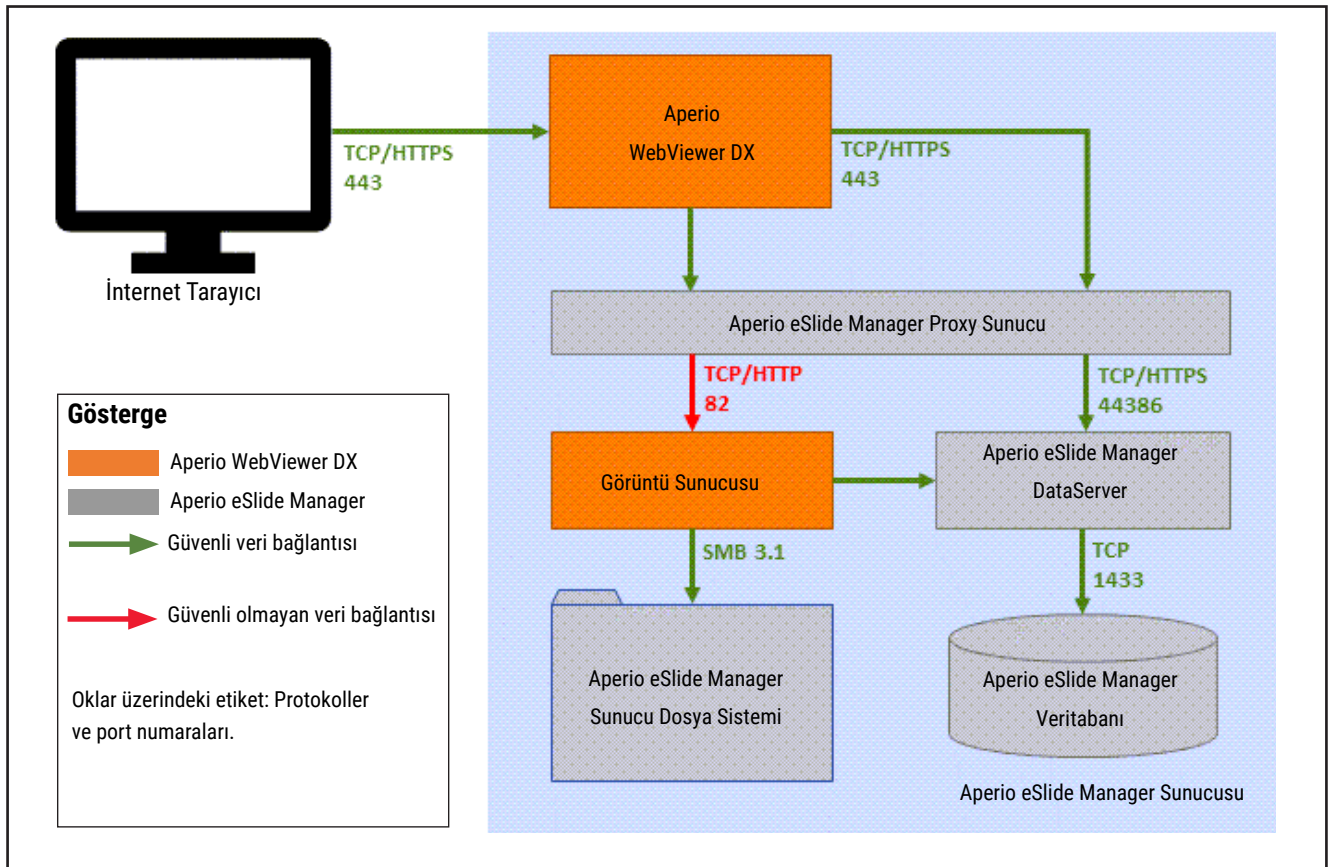 Aperio
WebViewer DX
TCP/HTTPS
443
TCP/HTTPS
443
İnternet Tarayıcı
Aperio eSlide Manager Proxy Sunucu
TCP/HTTP
82
TCP/HTTPS
44386
Gösterge
Aperio WebViewer DX
Aperio eSlide Manager
Güvenli veri bağlantısı
Güvenli olmayan veri bağlantısı
Oklar üzerindeki etiket: Protokoller
ve port numaraları.
Görüntü Sunucusu
Aperio eSlide Manager
DataServer
SMB 3.1
TCP
1433
Aperio eSlide Manager
Sunucu Dosya Sistemi
Aperio eSlide Manager
Veritabanı
Aperio eSlide Manager Sunucusu